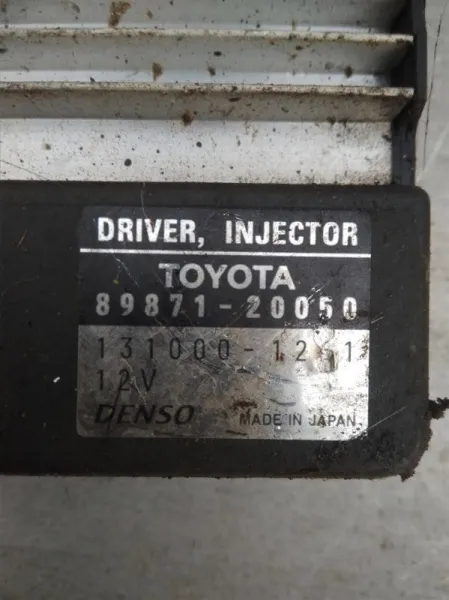 DRIVER, INJECTOR
TOYOTA
89871-20050
12V
DENSO MADE IN JAPAN